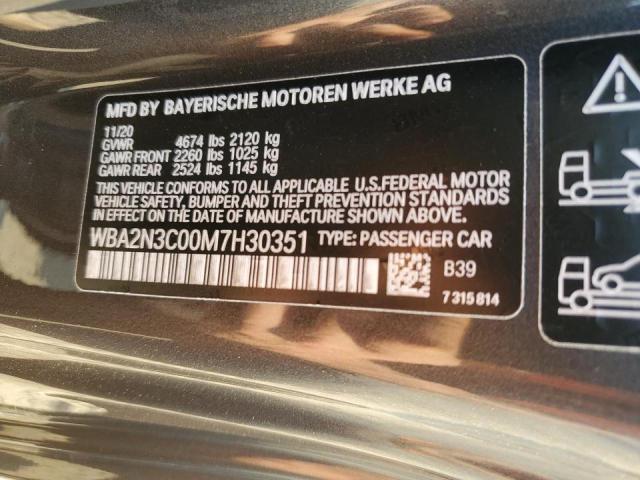 MFD BY BAYERISCHE MOTOREN WERKE AG
11/20
GVWR 4674 lbs 2120 kg
GAWR FRONT 2260 lbs 1025 kg
GAWR REAR 2524 lbs 1145 kg
THIS VEHICLE CONFORMS TO ALL APPLICABLE U.S.FEDERAL MOTOR
VEHICLE SAFETY, BUMPER AND THEFT PREVENTION STANDARDS
IN EFFECT ON THE DATE OF MANUFACTURE SHOWN ABOVE.
WBA2N3C00M7H30351 TYPE: PASSENGER CAR
B39
7 315 814